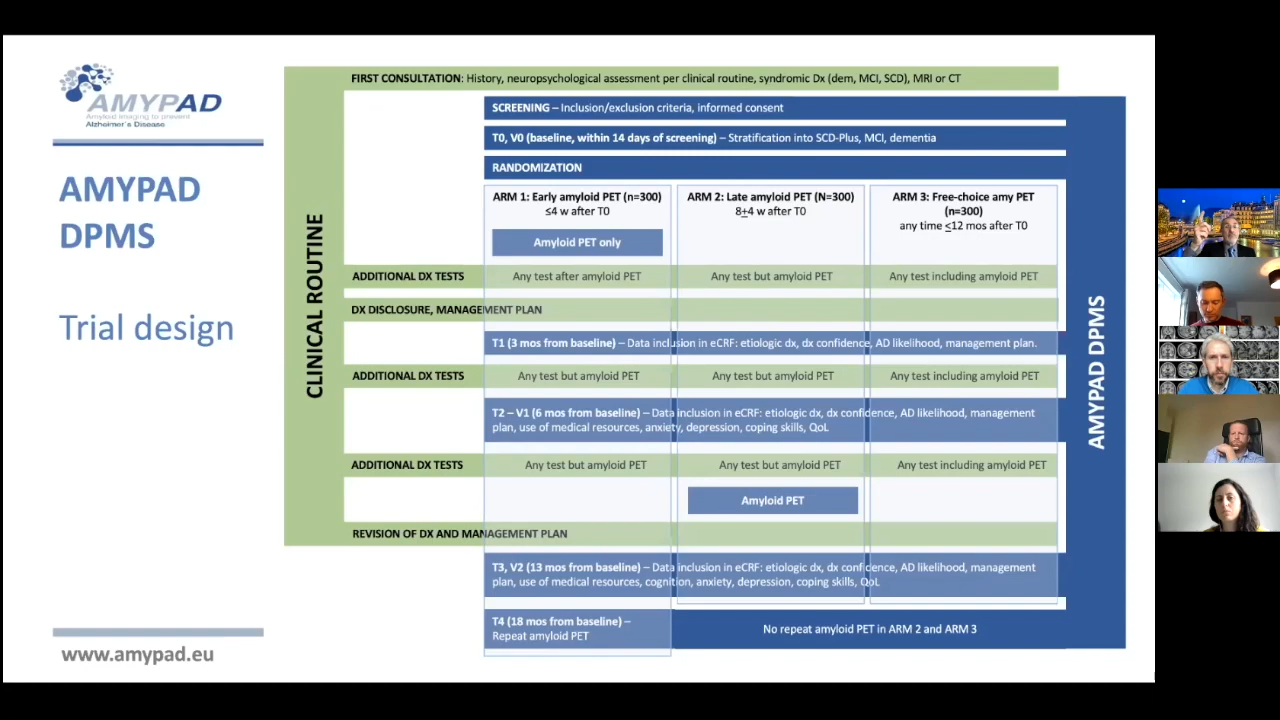 AMYPAD
Amyloid imaging to prevent
Alzheimer's Disease
AMYPAD
DPMS
Trial design
www.amypad.eu
CLINICAL ROUTINE
FIRST CONSULTATION: History, neuropsychological assessment per clinical routine, syndromic Dx (dem, MCI, SCD), MRI or CT
SCREENING – Inclusion/exclusion criteria, informed consent
T0, V0 (baseline, within 14 days of screening) – Stratification into SCD-Plus, MCI, dementia
RANDOMIZATION
ARM 1: Early amyloid PET (n=300)
≤4 w after T0
Amyloid PET only
ARM 2: Late amyloid PET (N=300)
8±4 w after T0
ARM 3: Free-choice amy PET
(n=300)
any time ≤12 mos after T0
ADDITIONAL DX TESTS
Any test after amyloid PET
Any test but amyloid PET
Any test including amyloid PET
DX DISCLOSURE, MANAGEMENT PLAN
T1 (3 mos from baseline) – Data inclusion in eCRF: etiologic dx, dx confidence, AD likelihood, management plan.
ADDITIONAL DX TESTS
Any test but amyloid PET
Any test but amyloid PET
Any test including amyloid PET
T2 – V1 (6 mos from baseline) – Data inclusion in eCRF: etiologic dx, dx confidence, AD likelihood, management
plan, use of medical resources, anxiety, depression, coping skills, QoL
ADDITIONAL DX TESTS
Any test but amyloid PET
Any test but amyloid PET
Any test including amyloid PET
Amyloid PET
REVISION OF DX AND MANAGEMENT PLAN
T3, V2 (13 mos from baseline) – Data inclusion in eCRF: etiologic dx, dx confidence, AD likelihood, management
plan, use of medical resources, cognition, anxiety, depression, coping skills, QoL
T4 (18 mos from baseline) –
Repeat amyloid PET
No repeat amyloid PET in ARM 2 and ARM 3
AMYPAD DPMS